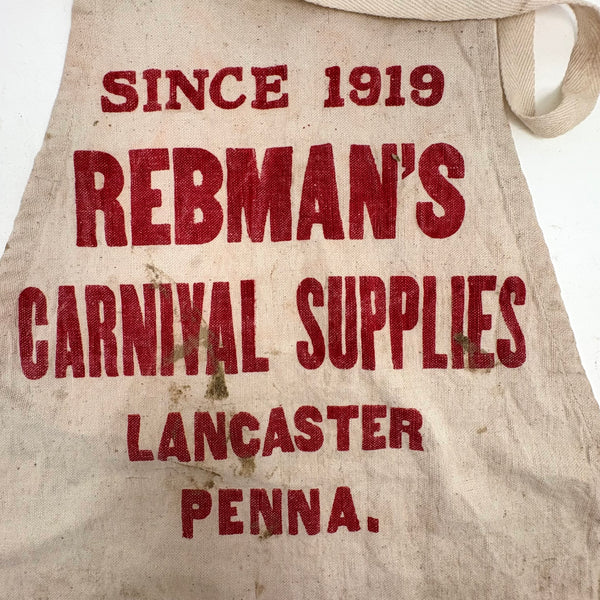 SINCE 1919
REBMAN'S
CARNIVAL SUPPLIES
LANCASTER
PENNA.